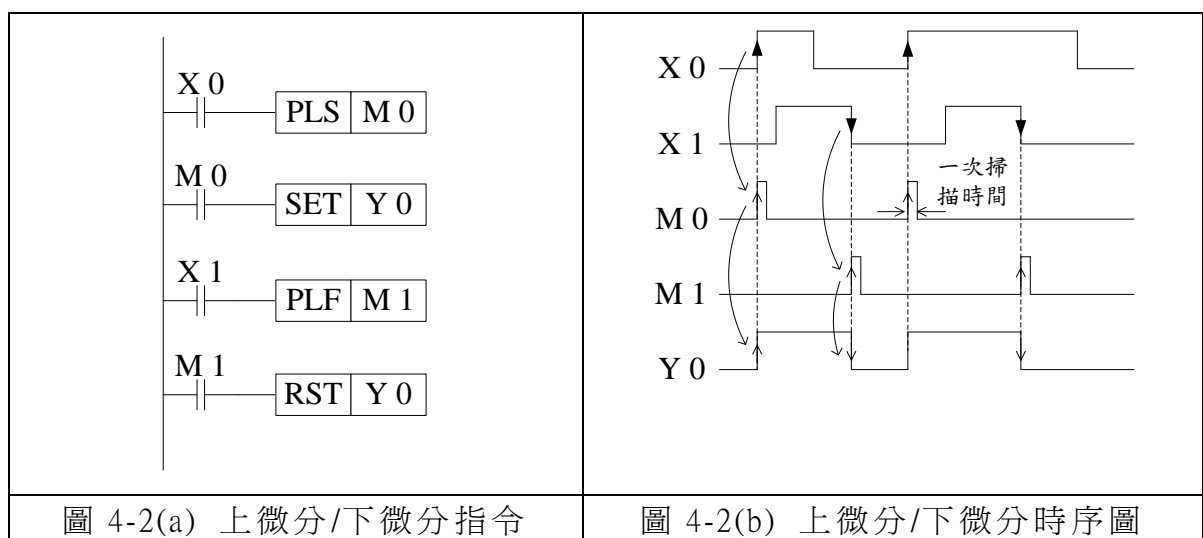 X 0
PLS M 0
M 0
SET Y 0
X 1
PLF M 1
M 1
RST Y 0
圖 4-2(a) 上微分/下微分指令
X 0
X 1
一次掃
描時間
M 0
M 1
Y 0
圖 4-2(b) 上微分/下微分時序圖